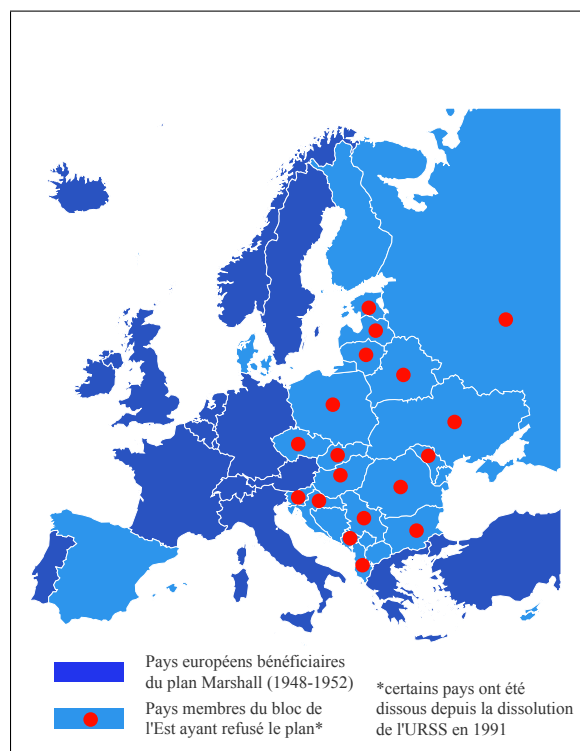 Pays européens bénéficiaires
du plan Marshall (1948-1952)
Pays membres du bloc de
l'Est ayant refusé le plan*
*certains pays ont été
dissous depuis la dissolution
de l'URSS en 1991